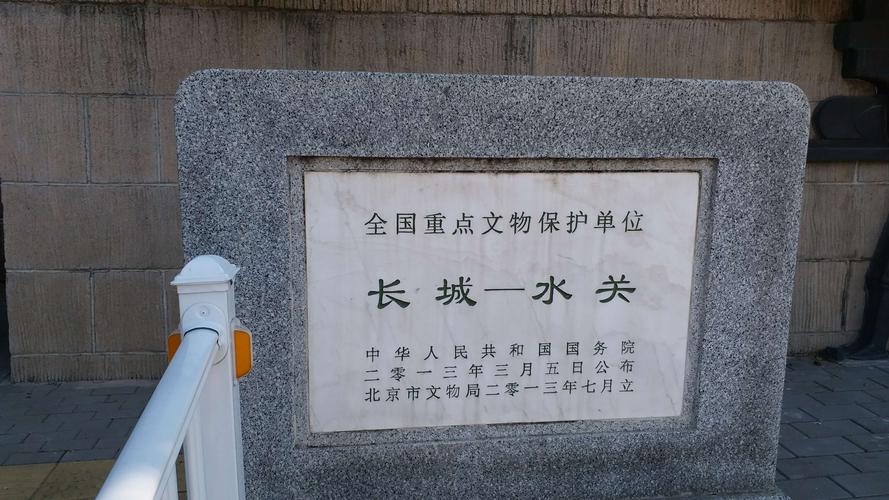 全国重点文物保护单位
长城—水关
中华人民共和国国务院
二零一三年三月五日公布
北京市文物局二零一三年七月立